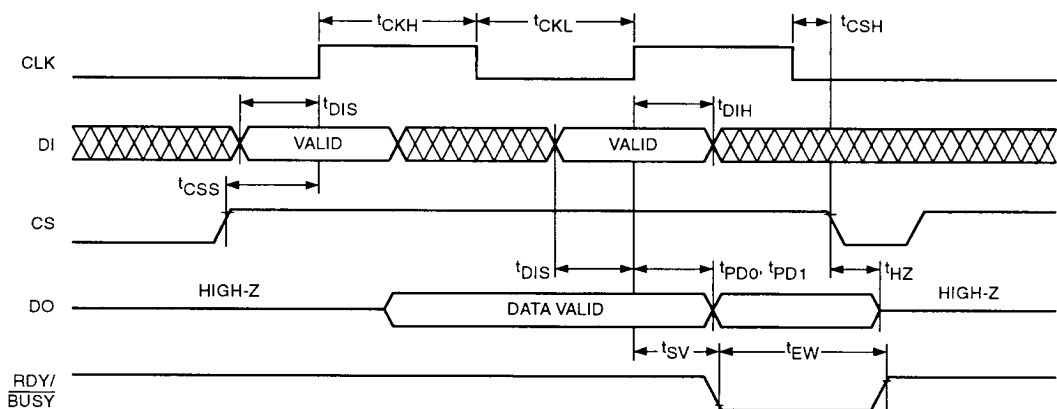 tCKH tCKL tCSH
CLK
tDIS tDIH
DI VALID VALID
tCSS
CS
tDIS tPD0, tPD1 tHZ
HIGH-Z HIGH-Z
DO DATA VALID
tSV tEW
RDY/
BUSY